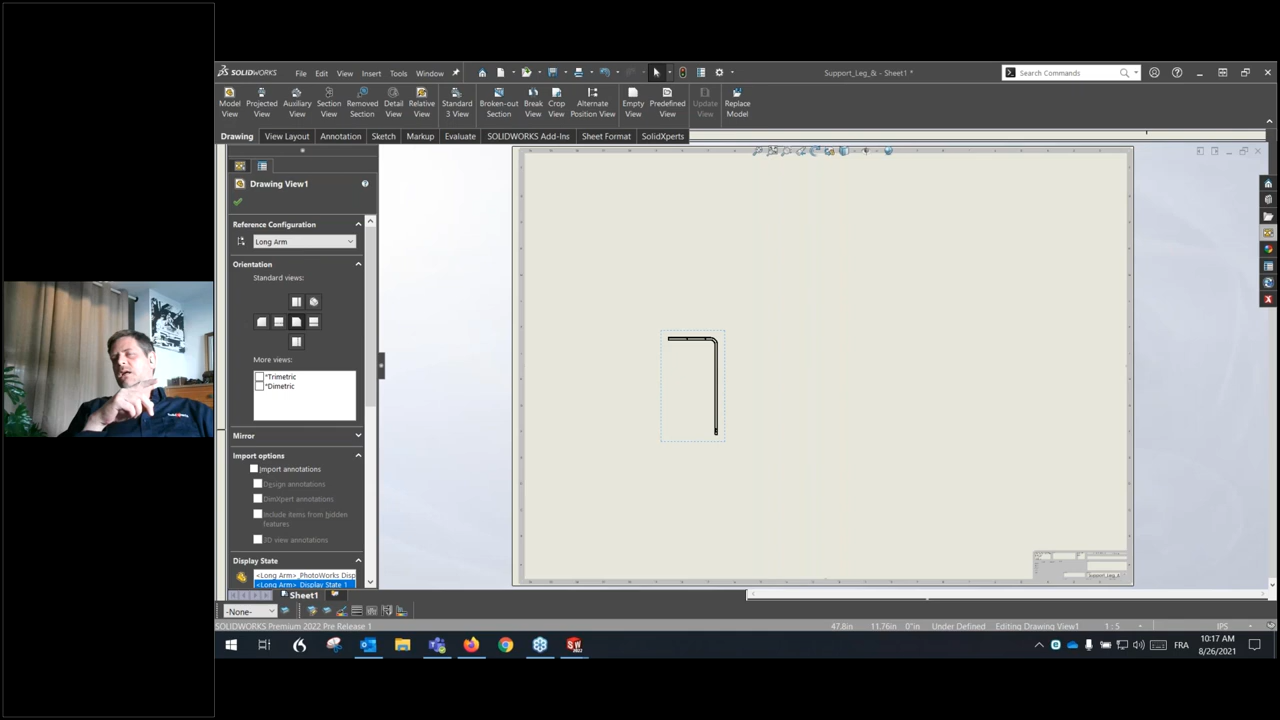 SOLIDWORKS File Edit View Insert Tools Window Support_Leg_& - Sheet1 * Search Commands
Model View Projected View Auxiliary View Section View Removed Section Detail View Relative View Standard 3 View Broken-out Section Break View Crop View Alternate Position View Empty View Predefined View Update View Replace Model
Drawing View Layout Annotation Sketch Markup Evaluate SOLIDWORKS Add-Ins Sheet Format SolidXperts
Drawing View1
Reference Configuration
Long Arm
Orientation
Standard views:
More views:
*Trimetric
*Dimetric
Mirror
Import options
Import annotations
Design annotations
DimXpert annotations
Include items from hidden
features
3D view annotations
Display State
<Long Arm>_PhotoWorks Disp
<Long Arm>_Display State 1
Support_Leg_&
Sheet1
-None-
SOLIDWORKS Premium 2022 Pre Release 1 47.8in 11.76in 0"in Under Defined Editing Drawing View1 1 : 5 IPS
FRA 10:17 AM
8/26/2021